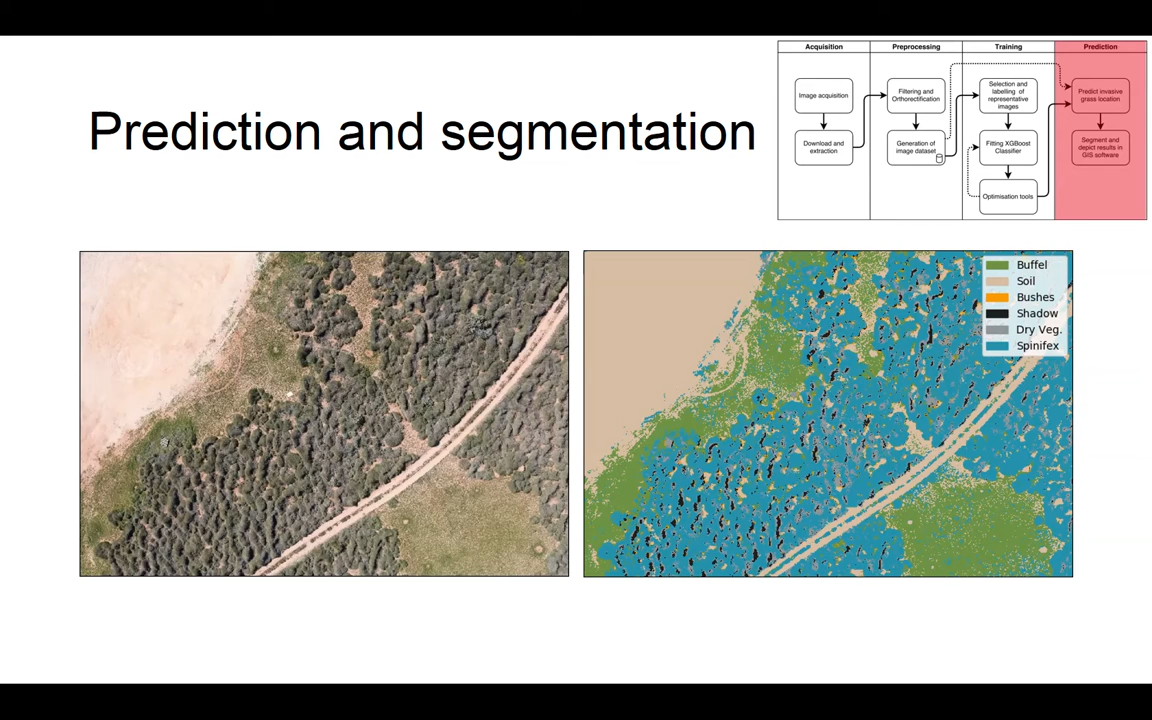 Prediction and segmentation
Acquisition
Preprocessing
Training
Prediction
Image acquisition
Download and
extraction
Filtering and
Orthorectification
Generation of
image dataset
Selection and
labelling of
representative
images
Fitting XGBoost
Classifier
Optimisation tools
Predict invasive
grass location
Segment and
depict results in
GIS software
Buffel
Soil
Bushes
Shadow
Dry Veg.
Spinifex